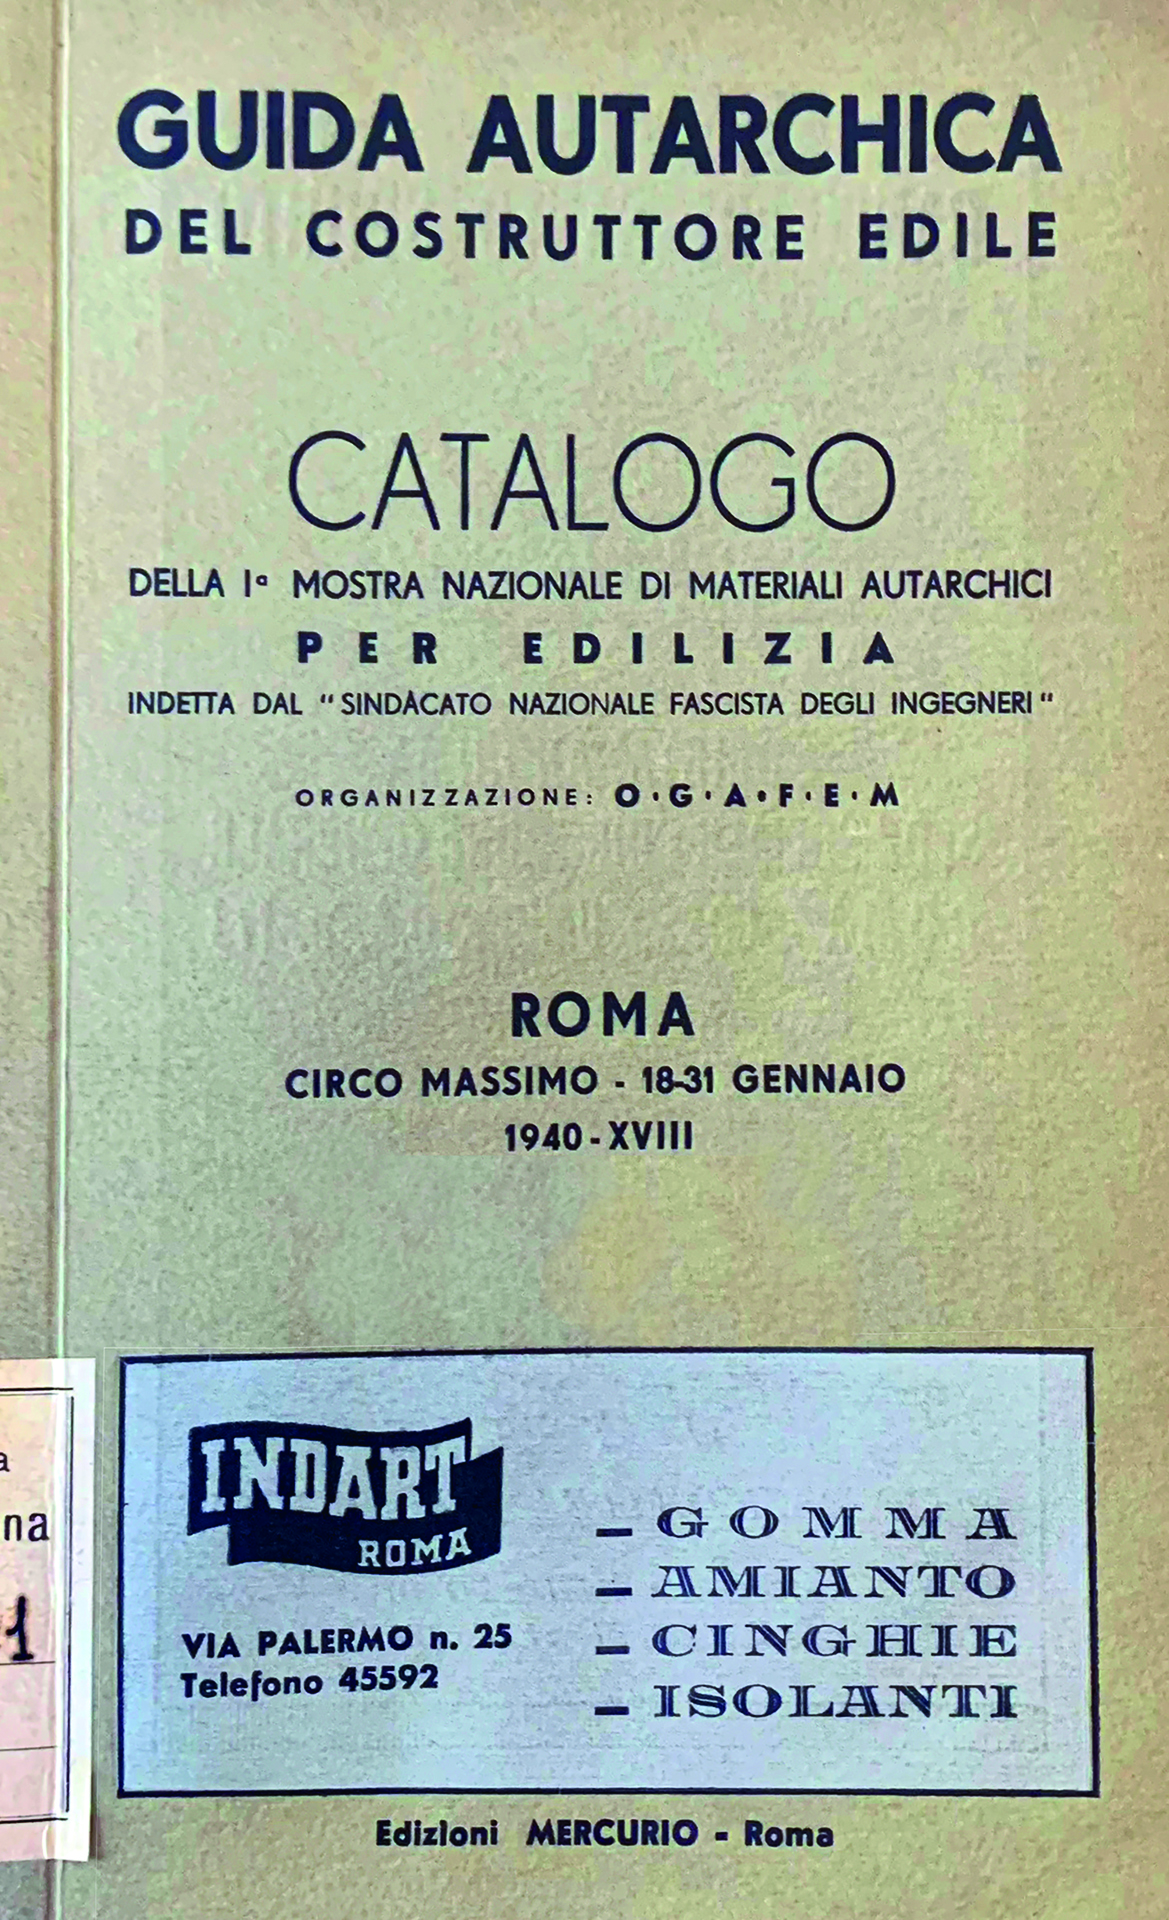 GUIDA AUTARCHICA
DEL COSTRUTTORE EDILE
CATALOGO
DELLA Iª MOSTRA NAZIONALE DI MATERIALI AUTARCHICI
PER EDILIZIA
INDETTA DAL "SINDACATO NAZIONALE FASCISTA DEGLI INGEGNERI"
ORGANIZZAZIONE: O·G·A·F·E·M
ROMA
CIRCO MASSIMO - 18-31 GENNAIO
1940-XVIII
INDART
ROMA
VIA PALERMO n. 25
Telefono 45592
- GOMMA
- AMIANTO
- CINGHIE
- ISOLANTI
Edizioni MERCURIO - Roma
a
na
1